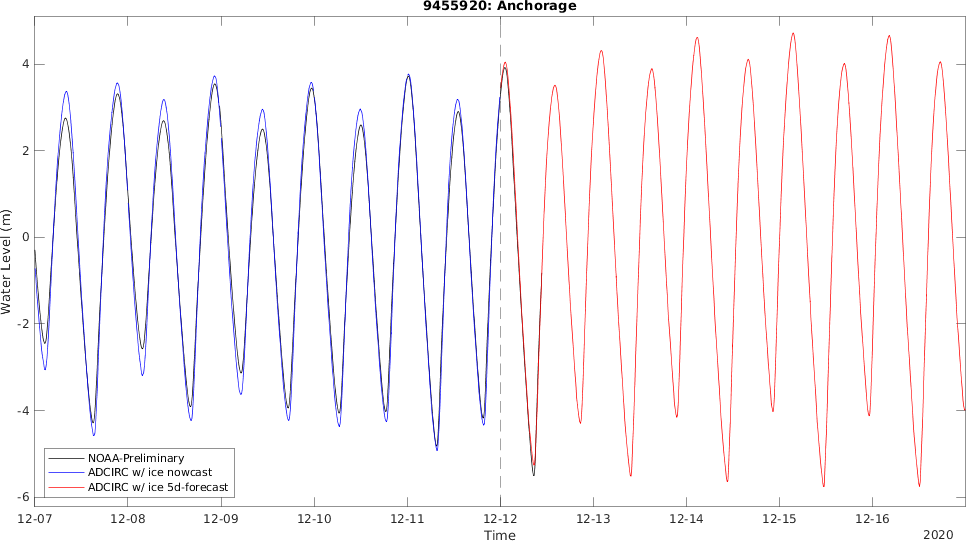 9455920: Anchorage
Water Level (m)
4
2
0
-2
-4
-6
NOAA-Preliminary
ADCIRC w/ ice nowcast
ADCIRC w/ ice 5d-forecast
12-07 12-08 12-09 12-10 12-11 12-12 12-13 12-14 12-15 12-16
Time
2020